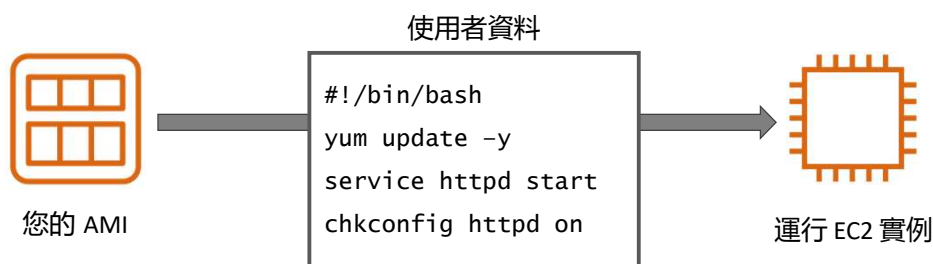 使用者資料
#!/bin/bash
yum update –y
service httpd start
chkconfig httpd on
您的 AMI
運行 EC2 實例